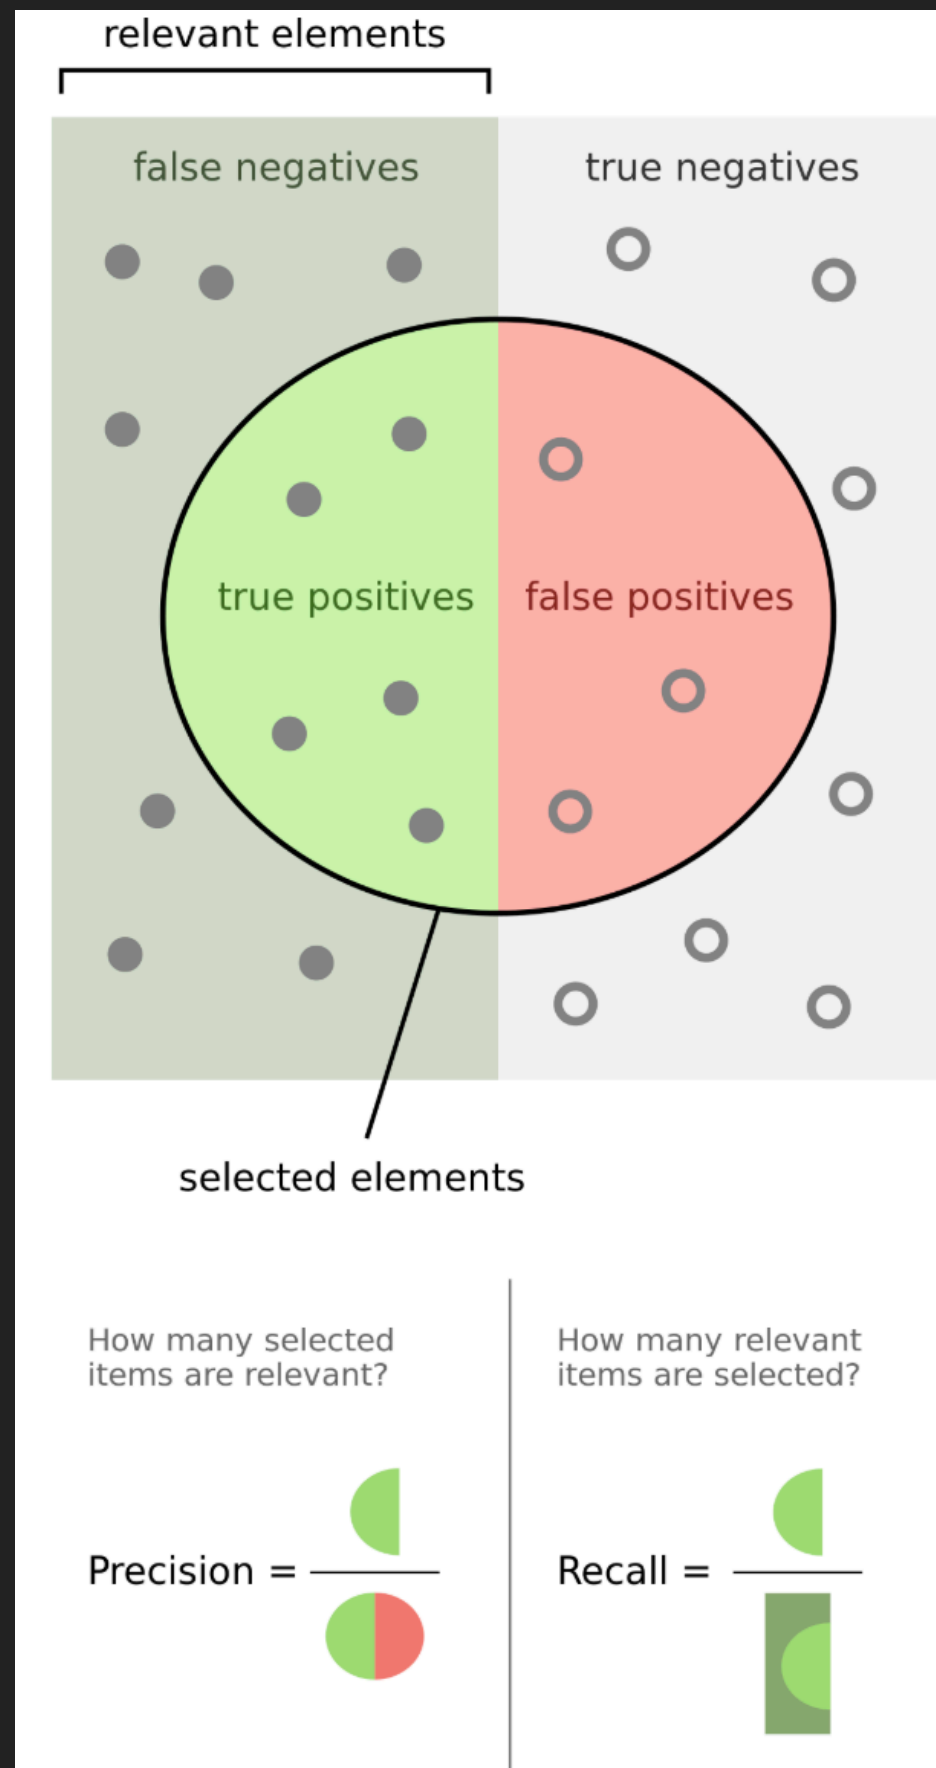 relevant elements
false negatives
true negatives
true positives
false positives
selected elements
How many selected
items are relevant?
How many relevant
items are selected?
Precision =
Recall =